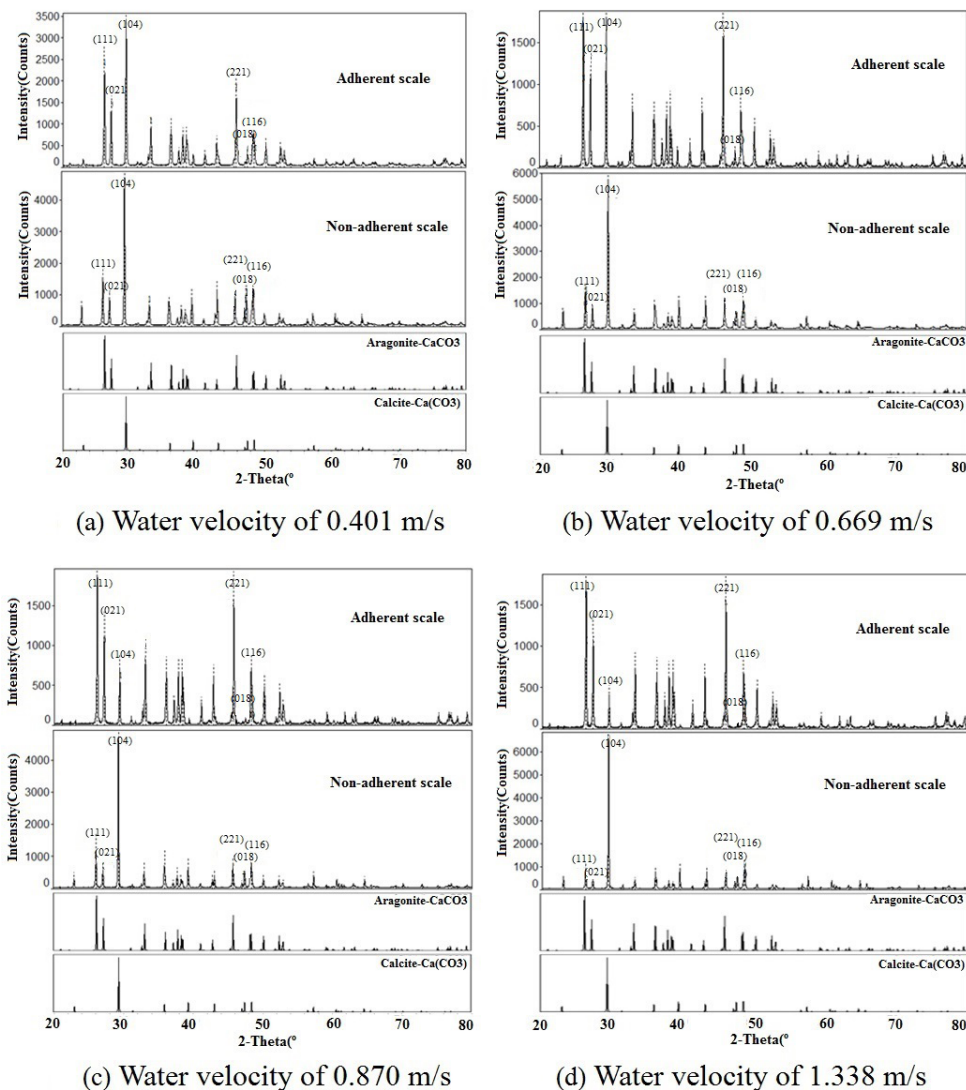 Intensity(Counts)
3500
3000
2500
2000
1500
1000
500
0
(104)
(111)
(021
(221)
(116)
(018)
Adherent scale
Intensity(Counts)
4000
3000
2000
1000
0
(104)
Non-adherent scale
(111)
(021)
(221)
(116)
(018)
Aragonite-CaCO3
Calcite-Ca(CO3)
20 30 40 50 60 70 80
2-Theta(°
(a) Water velocity of 0.401 m/s
Intensity(Counts)
1500
1000
500
0
(111)
(104)
(021)
(221)
(116)
(018)
Adherent scale
Intensity(Counts)
6000
5000
4000
3000
2000
1000
0
(104)
Non-adherent scale
(111)
(021)
(221)
(116)
(018)
Aragonite-CaCO3
Calcite-Ca(CO3)
20 30 40 50 60 70 80
2-Theta(°
(b) Water velocity of 0.669 m/s
Intensity(Counts)
1500
1000
500
0
(111)
(021)
(104)
(221)
(116)
(018)
Adherent scale
Intensity(Counts)
4000
3000
2000
1000
0
(104)
Non-adherent scale
(111)
(021)
(221)
(116)
(018)
Aragonite-CaCO3
Calcite-Ca(CO3)
20 30 40 50 60 70 80
2-Theta(°
(c) Water velocity of 0.870 m/s
Intensity(Counts)
1500
1000
500
0
(111)
(021)
(104)
(221)
(116)
(018)
Adherent scale
Intensity(Counts)
6000
5000
4000
3000
2000
1000
0
(104)
Non-adherent scale
(111)
(021)
(221)
(116)
(018)
Aragonite-CaCO3
Calcite-Ca(CO3)
20 30 40 50 60 70 80
2-Theta(°
(d) Water velocity of 1.338 m/s